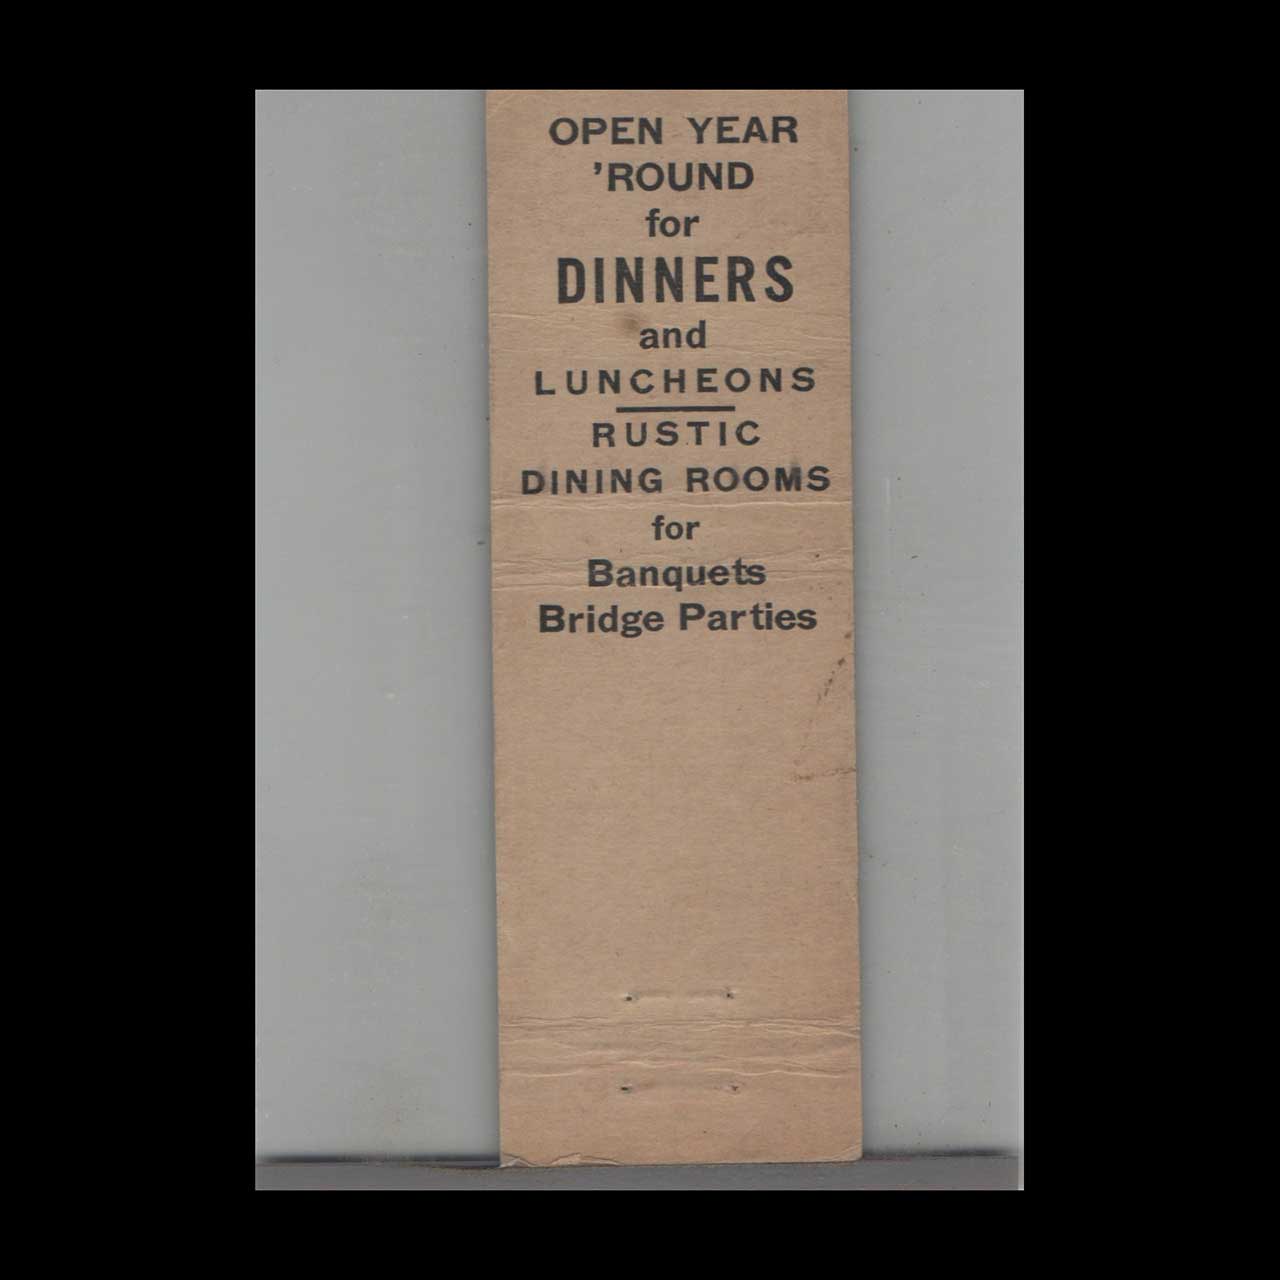 OPEN YEAR
'ROUND
for
DINNERS
and
LUNCHEONS
RUSTIC
DINING ROOMS
for
Banquets
Bridge Parties